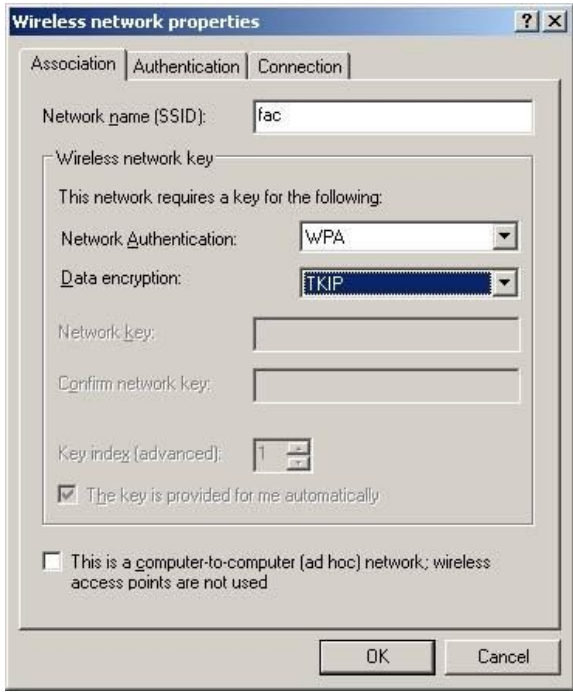 Wireless network properties
Association Authentication Connection
Network name (SSID): fac
Wireless network key
This network requires a key for the following:
Network Authentication: WPA
Data encryption: TKIP
Network key:
Confirm network key:
Key index (advanced): 1
The key is provided for me automatically
This is a computer-to-computer (ad hoc) network; wireless
access points are not used
OK Cancel